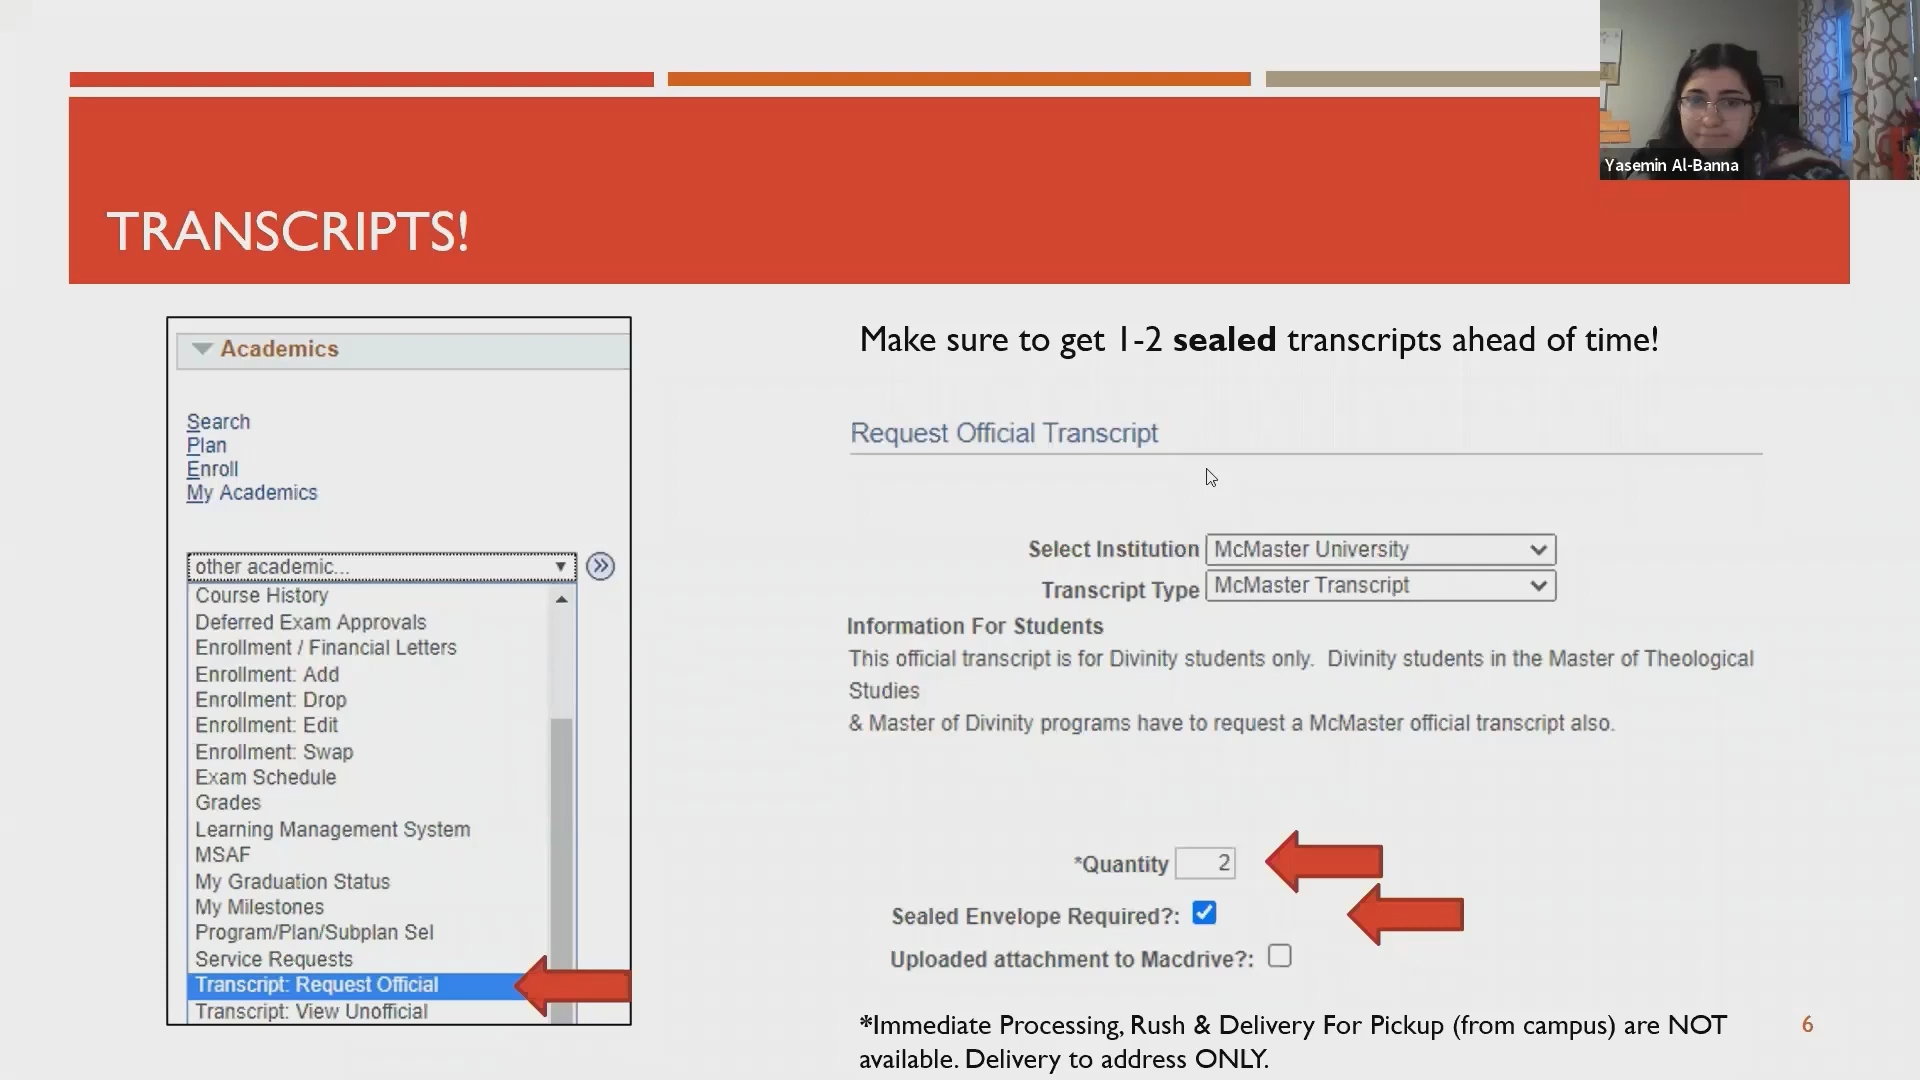 Yasemin Al-Banna
TRANSCRIPTS!
Academics
Search
Plan
Enroll
My Academics
other academic...
Course History
Deferred Exam Approvals
Enrollment / Financial Letters
Enrollment: Add
Enrollment: Drop
Enrollment: Edit
Enrollment: Swap
Exam Schedule
Grades
Learning Management System
MSAF
My Graduation Status
My Milestones
Program/Plan/Subplan Sel
Service Requests
Transcript: Request Official
Transcript: View Unofficial
Make sure to get 1-2 sealed transcripts ahead of time!
Request Official Transcript
Select Institution McMaster University
Transcript Type McMaster Transcript
Information For Students
This official transcript is for Divinity students only. Divinity students in the Master of Theological
Studies
& Master of Divinity programs have to request a McMaster official transcript also.
*Quantity 2
Sealed Envelope Required?:
Uploaded attachment to Macdrive?:
*Immediate Processing, Rush & Delivery For Pickup (from campus) are NOT
available. Delivery to address ONLY.
6